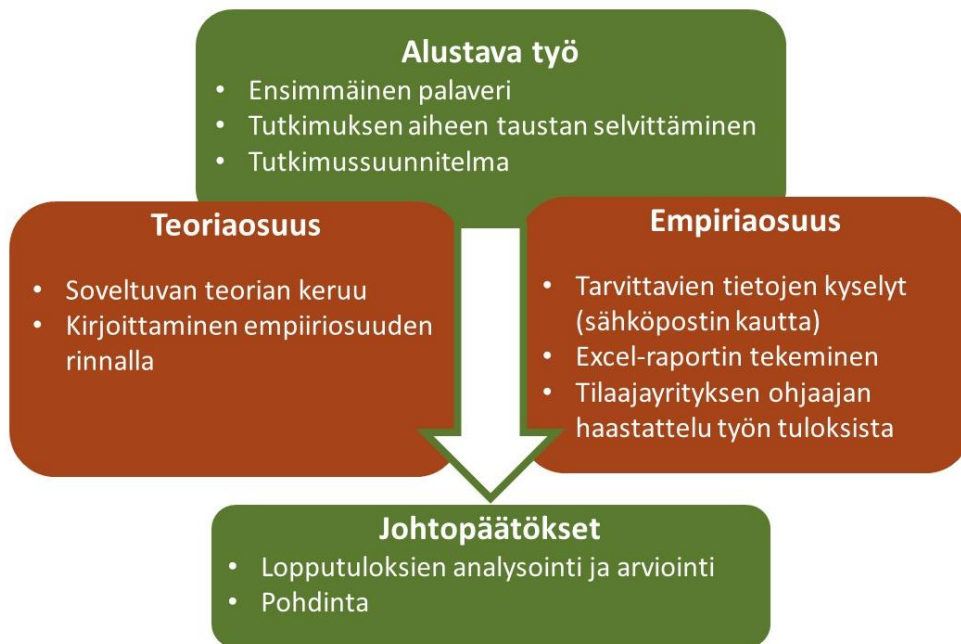 Alustava työ
• Ensimmäinen palaveri
• Tutkimuksen aiheen taustan selvittäminen
• Tutkimussuunnitelma
Teoriaosuus
• Soveltuvan teorian keruu
• Kirjoittaminen empiiriosuuden
rinnalla
Empiriaosuus
• Tarvittavien tietojen kyselyt
(sähköpostin kautta)
• Excel-raportin tekeminen
• Tilaajayrityksen ohjaajan
haastattelu työn tuloksista
Johtopäätökset
• Lopputuloksien analysointi ja arviointi
• Pohdinta